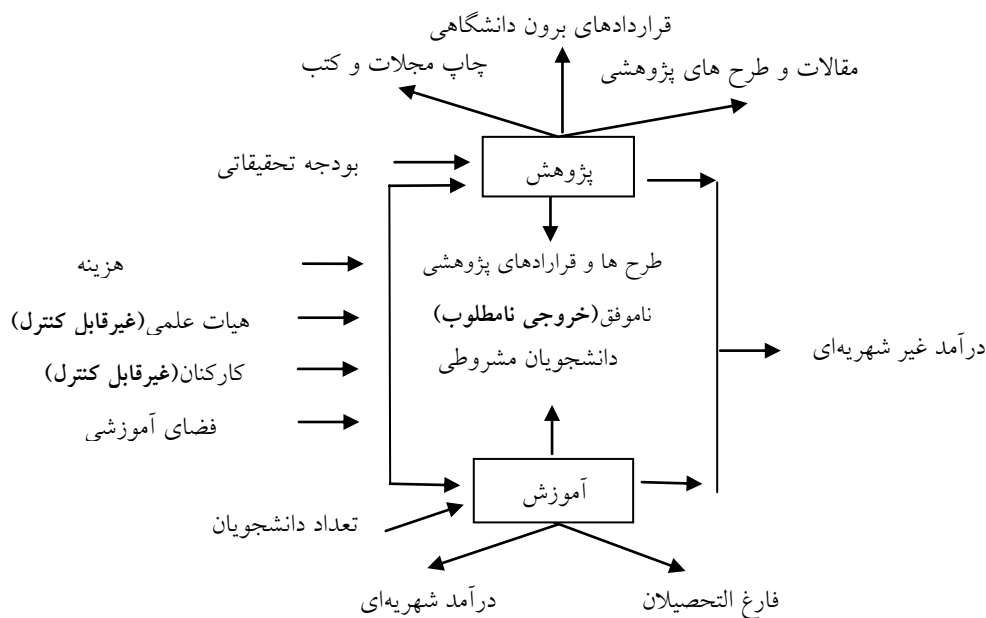 قراردادهای برون دانشگاهی
مقالات و طرح های پژوهشی
چاپ مجلات و کتب
پژوهش
بودجه تحقیقاتی
طرح ها و قرارادهای پژوهشی
ناموفق(خروجی نامطلوب)
دانشجویان مشروطی
هزینه
هیات علمی(غیرقابل کنترل)
کارکنان(غیرقابل کنترل)
فضای آموزشی
درآمد غیر شهریه‌ای
آموزش
تعداد دانشجویان
فارغ التحصیلان
درآمد شهریه‌ای